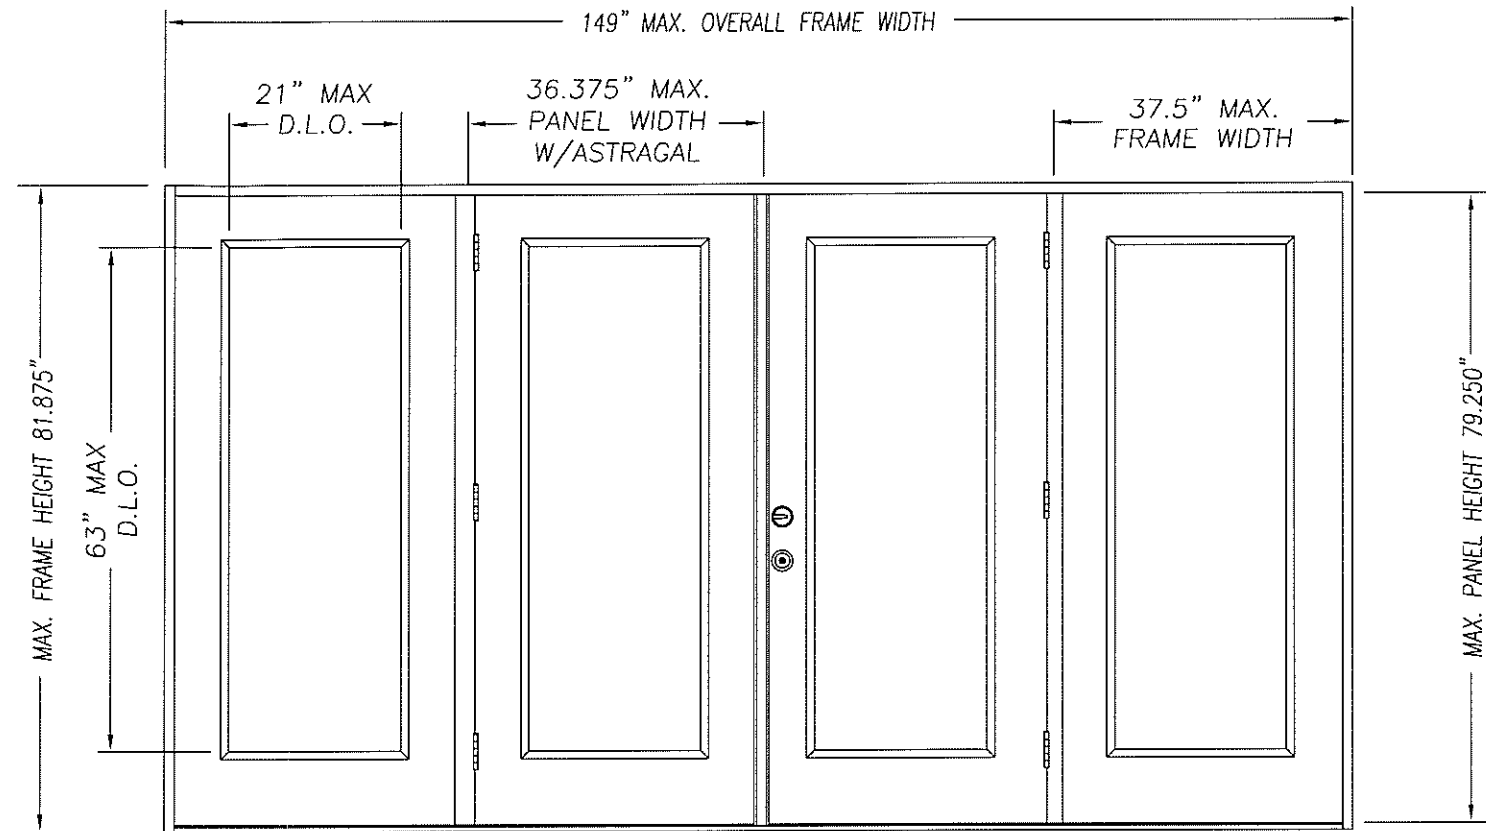 149" MAX. OVERALL FRAME WIDTH
21" MAX
D.L.O.
36.375" MAX.
PANEL WIDTH
W/ASTRAGAL
37.5" MAX.
FRAME WIDTH
MAX. FRAME HEIGHT 81.875"
63" MAX
D.L.O.
MAX. PANEL HEIGHT 79.250"